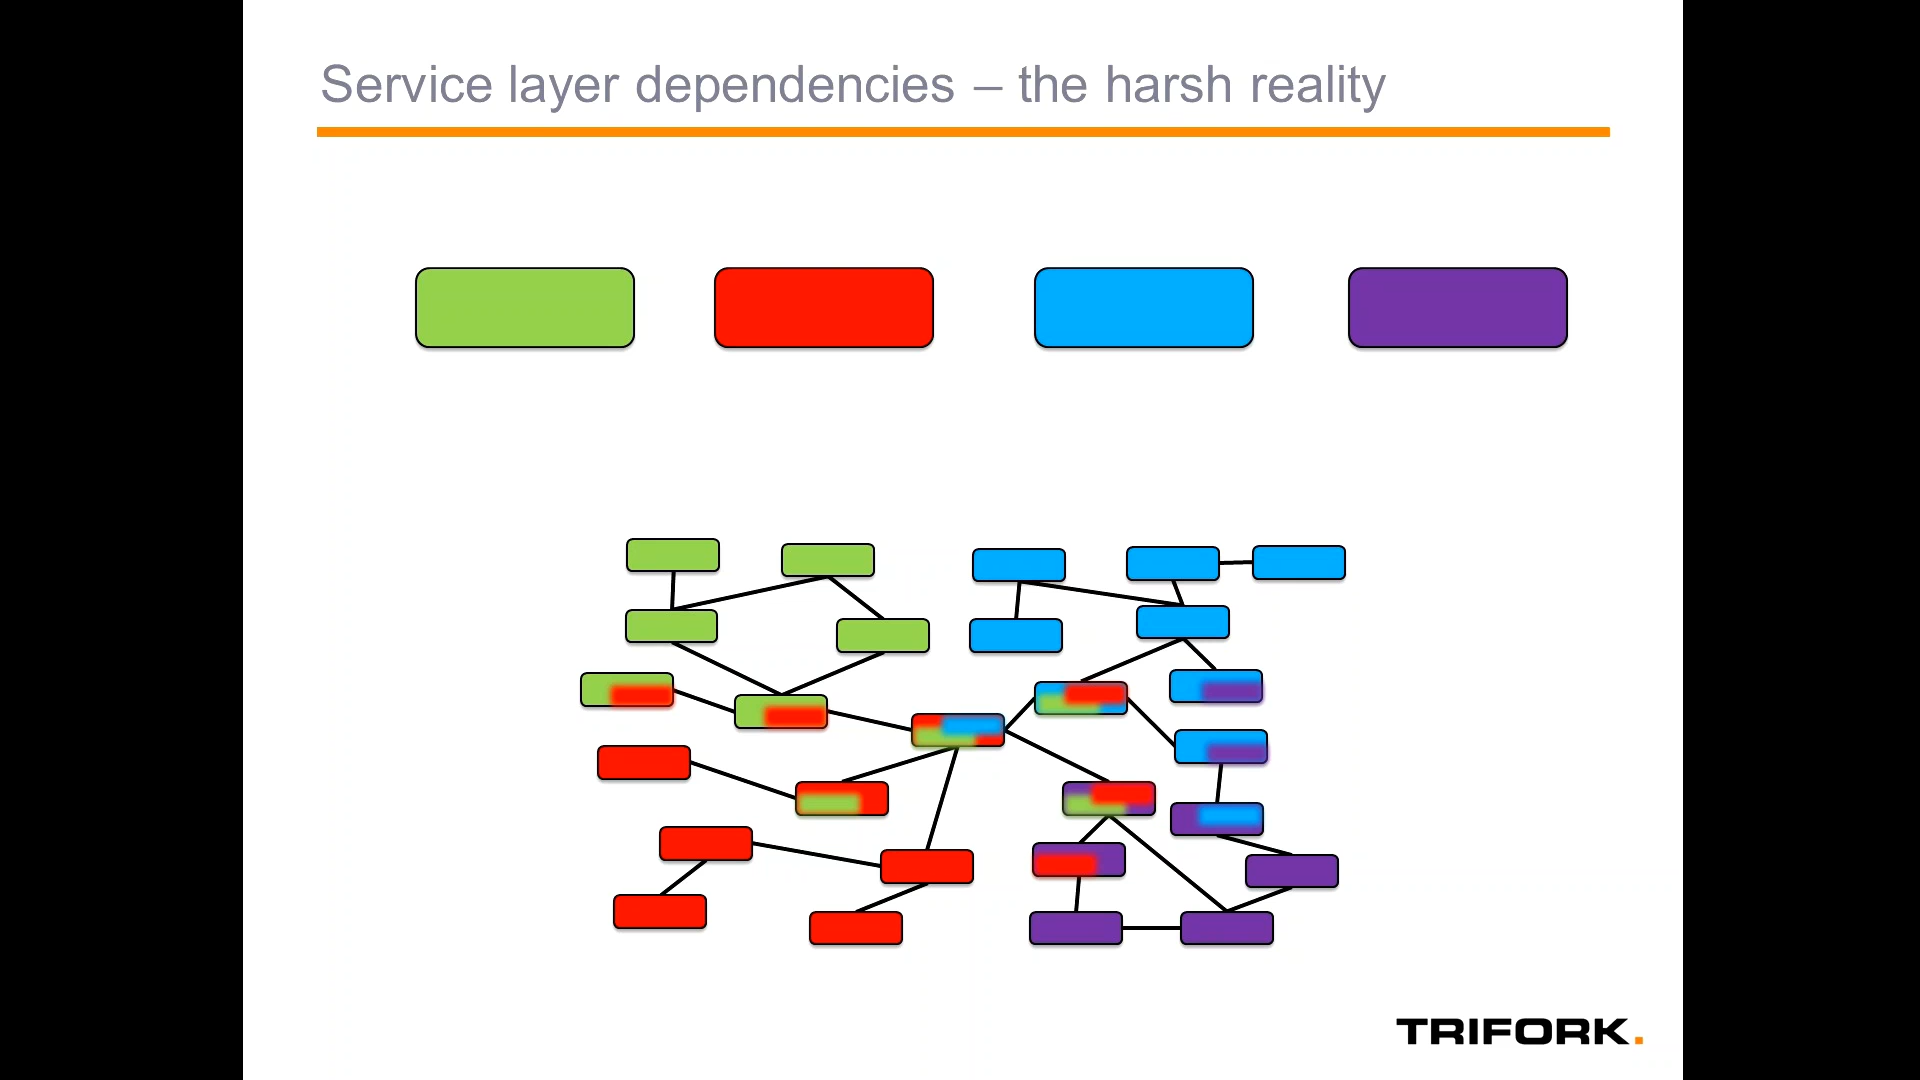 Service layer dependencies – the harsh reality
TRIFORK.